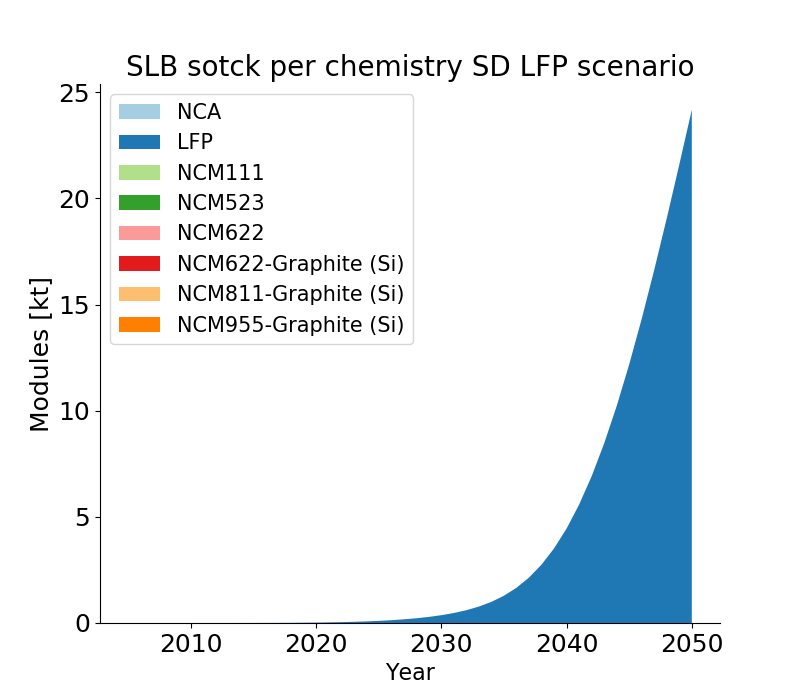 SLB sotck per chemistry SD LFP scenario
25
20
15
10
5
0
Modules [kt]
NCA
LFP
NCM111
NCM523
NCM622
NCM622-Graphite (Si)
NCM811-Graphite (Si)
NCM955-Graphite (Si)
2010 2020 2030 2040 2050
Year